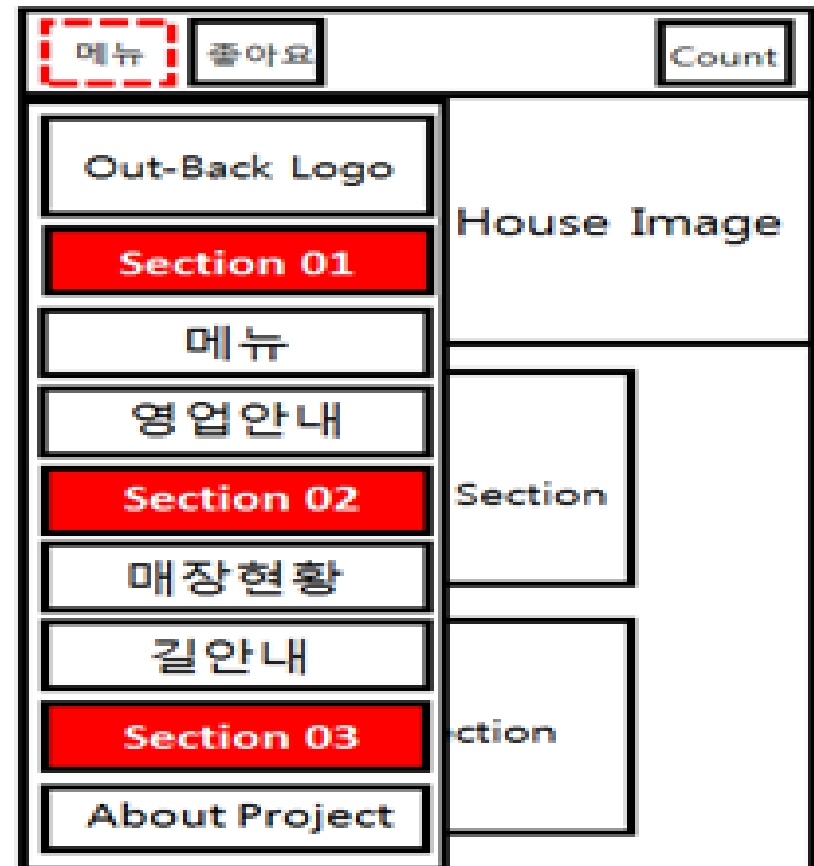 메뉴
좋아요
Count
Out-Back Logo
House Image
Section 01
메뉴
영업안내
Section 02
Section
매장현황
길안내
Section 03
ction
About Project